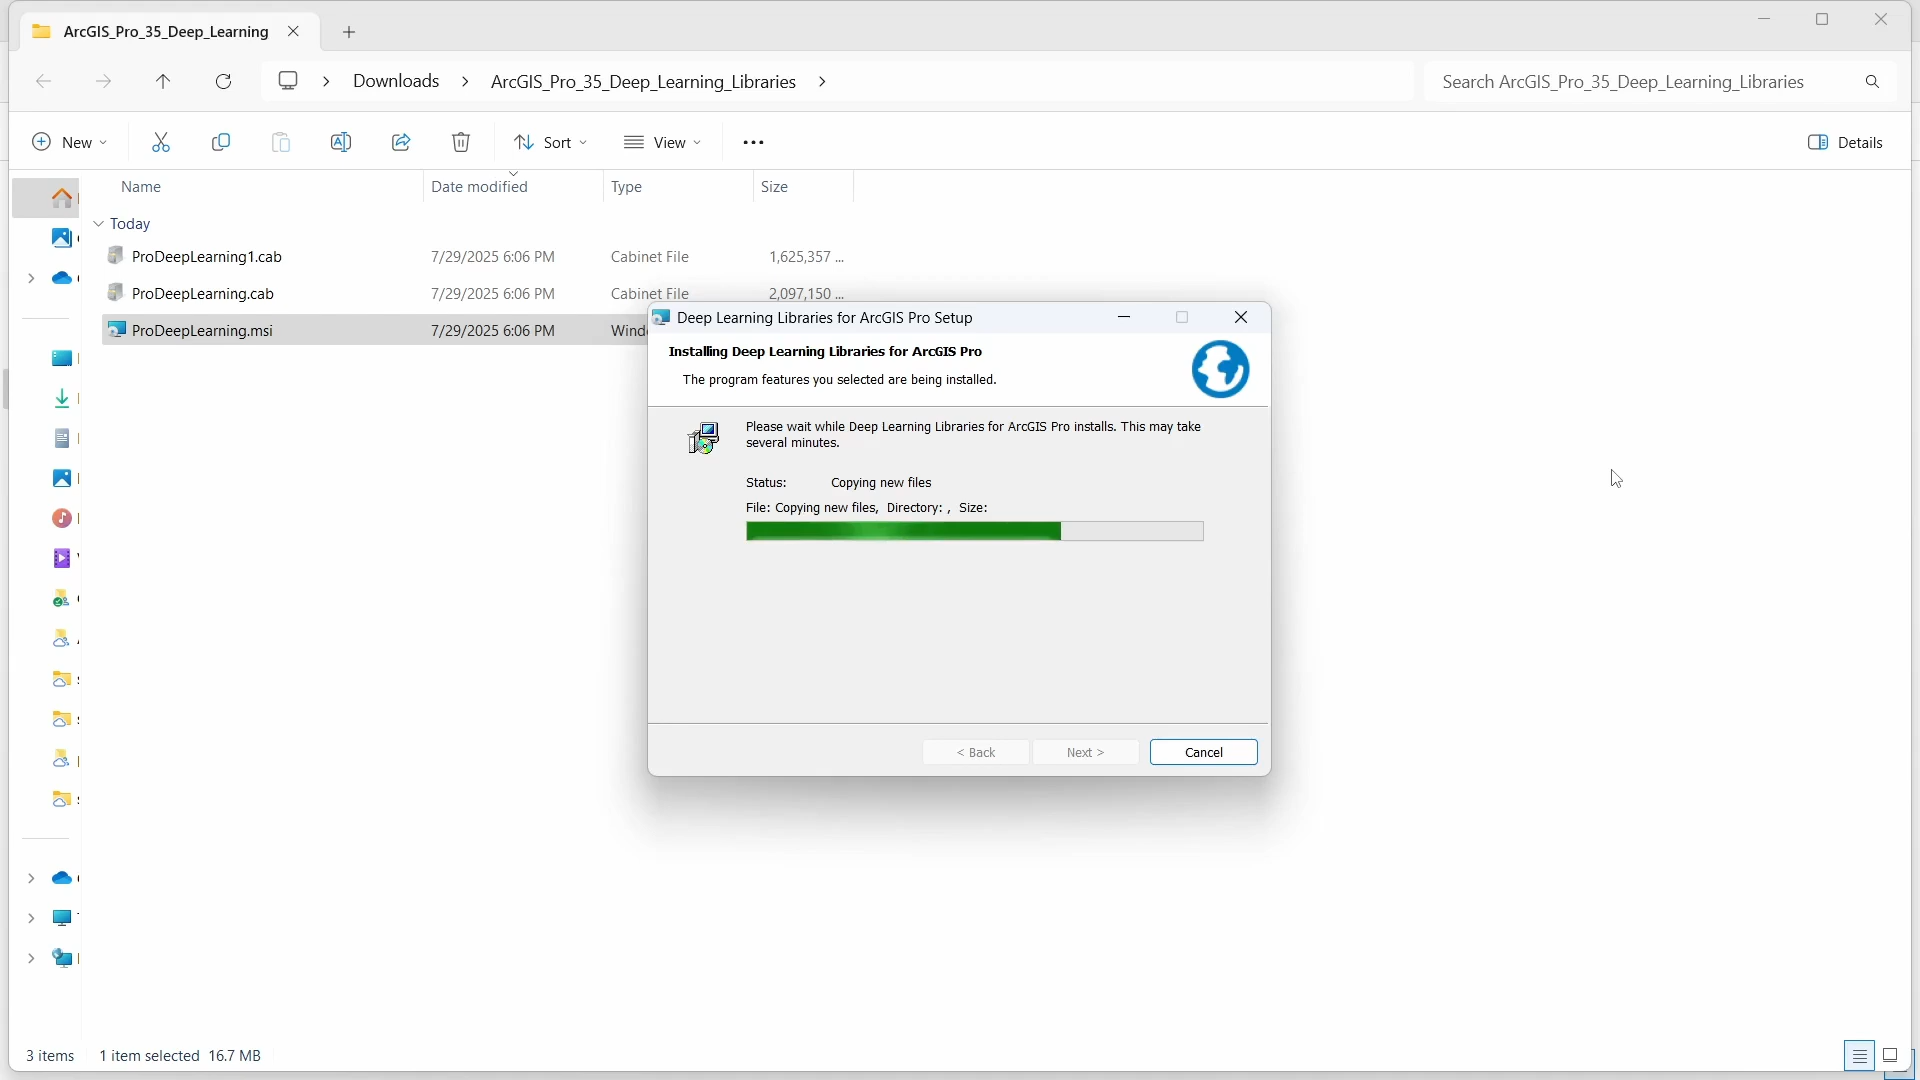 ArcGIS_Pro_35_Deep_Learning
Downloads
ArcGIS_Pro_35_Deep_Learning_Libraries
Search ArcGIS_Pro_35_Deep_Learning_Libraries
New
Sort
View
Details
Name
Date modified
Type
Size
Today
ProDeepLearning1.cab 7/29/2025 6:06 PM Cabinet File 1,625,357 ...
ProDeepLearning.cab 7/29/2025 6:06 PM Cabinet File 2,097,150 ...
ProDeepLearning.msi 7/29/2025 6:06 PM
Deep Learning Libraries for ArcGIS Pro Setup
Installing Deep Learning Libraries for ArcGIS Pro
The program features you selected are being installed.
Please wait while Deep Learning Libraries for ArcGIS Pro installs. This may take
several minutes.
Status: Copying new files
File: Copying new files, Directory: , Size:
< Back
Next >
Cancel
3 items 1 item selected 16.7 MB